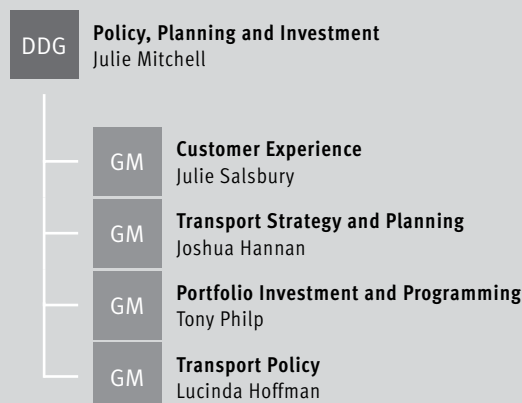 DDG
Policy, Planning and Investment
Julie Mitchell
GM
Customer Experience
Julie Salsbury
GM
Transport Strategy and Planning
Joshua Hannan
GM
Portfolio Investment and Programming
Tony Philp
GM
Transport Policy
Lucinda Hoffman